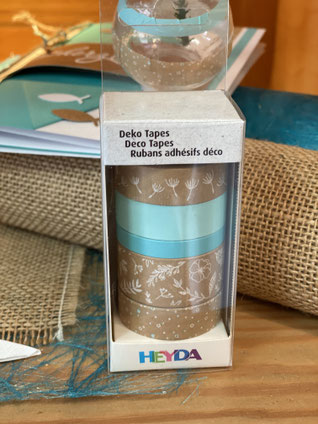 Deko Tapes
Deco Tapes
Rubans adhésifs déco
HEYDA